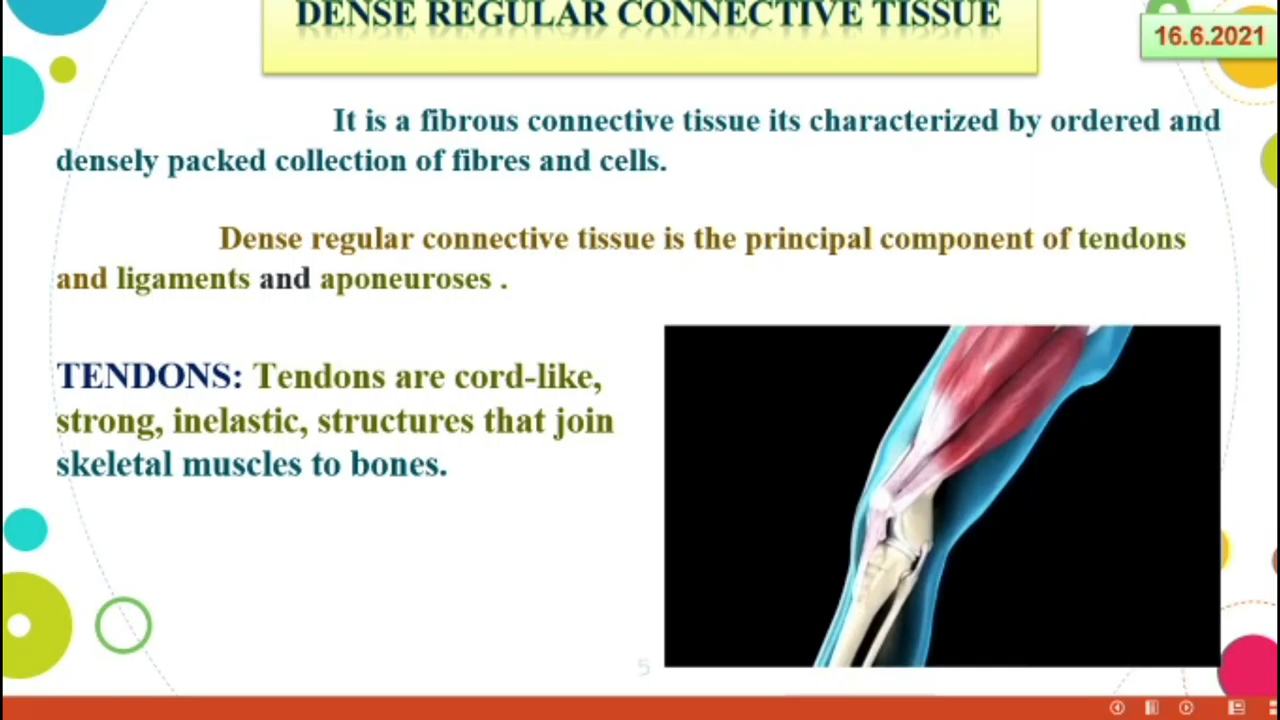 DENSE REGULAR CONNECTIVE TISSUE
16.6.2021
It is a fibrous connective tissue its characterized by ordered and
densely packed collection of fibres and cells.
Dense regular connective tissue is the principal component of tendons
and ligaments and aponeuroses .
TENDONS: Tendons are cord-like,
strong, inelastic, structures that join
skeletal muscles to bones.
5